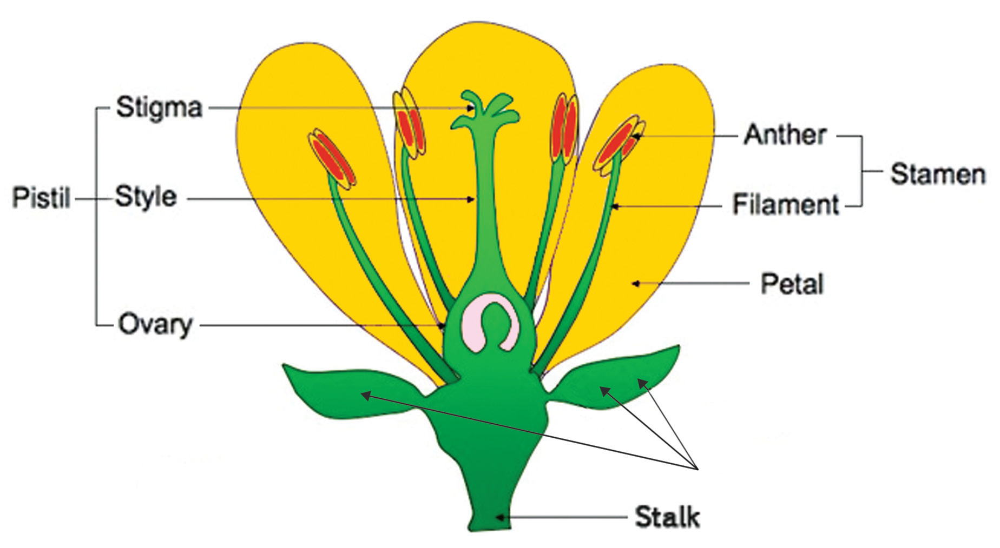 Stigma
Anther
Stamen
Pistil
Style
Filament
Petal
Ovary
Stalk